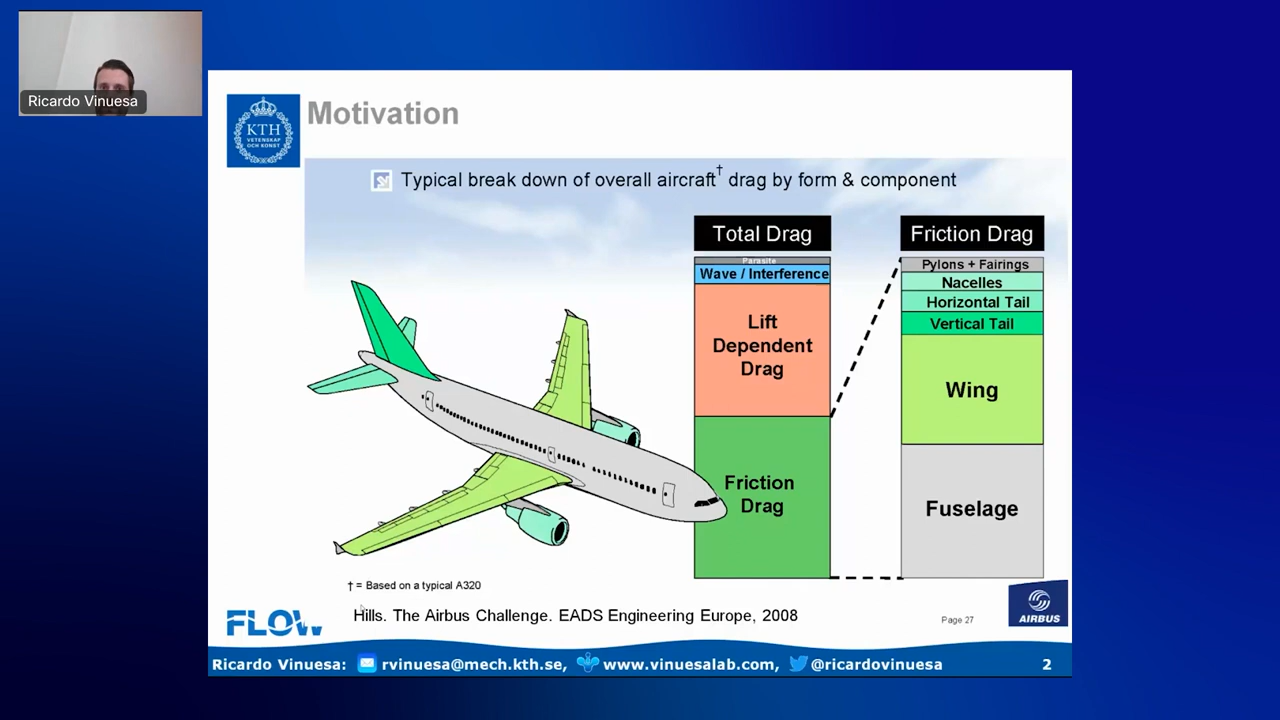 Ricardo Vinuesa
KTH
VETENSKAP
OCH KONST
Motivation
Typical break down of overall aircraft† drag by form & component
Total Drag
Parasite
Wave / Interference
Lift
Dependent
Drag
Friction
Drag
Friction Drag
Pylons + Fairings
Nacelles
Horizontal Tail
Vertical Tail
Wing
Fuselage
† = Based on a typical A320
Hills. The Airbus Challenge. EADS Engineering Europe, 2008
Page 27
AIRBUS
FLOW
Ricardo Vinuesa: rvinuesa@mech.kth.se, www.vinuesalab.com, @ricardovinuesa 2